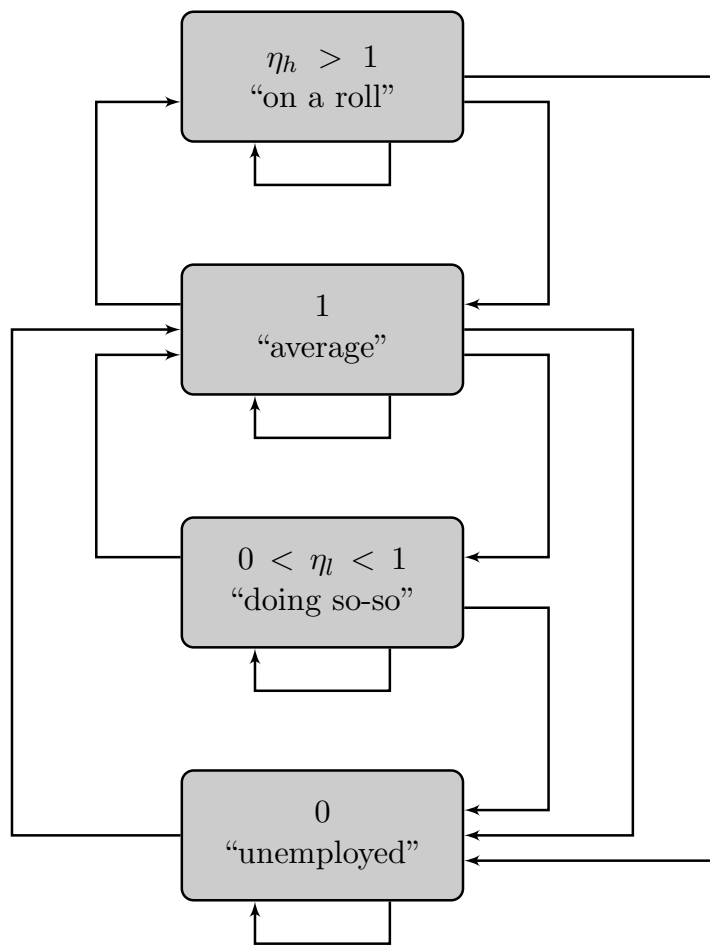 η_h > 1
“on a roll”
1
“average”
0 < η_l < 1
“doing so-so”
0
“unemployed”